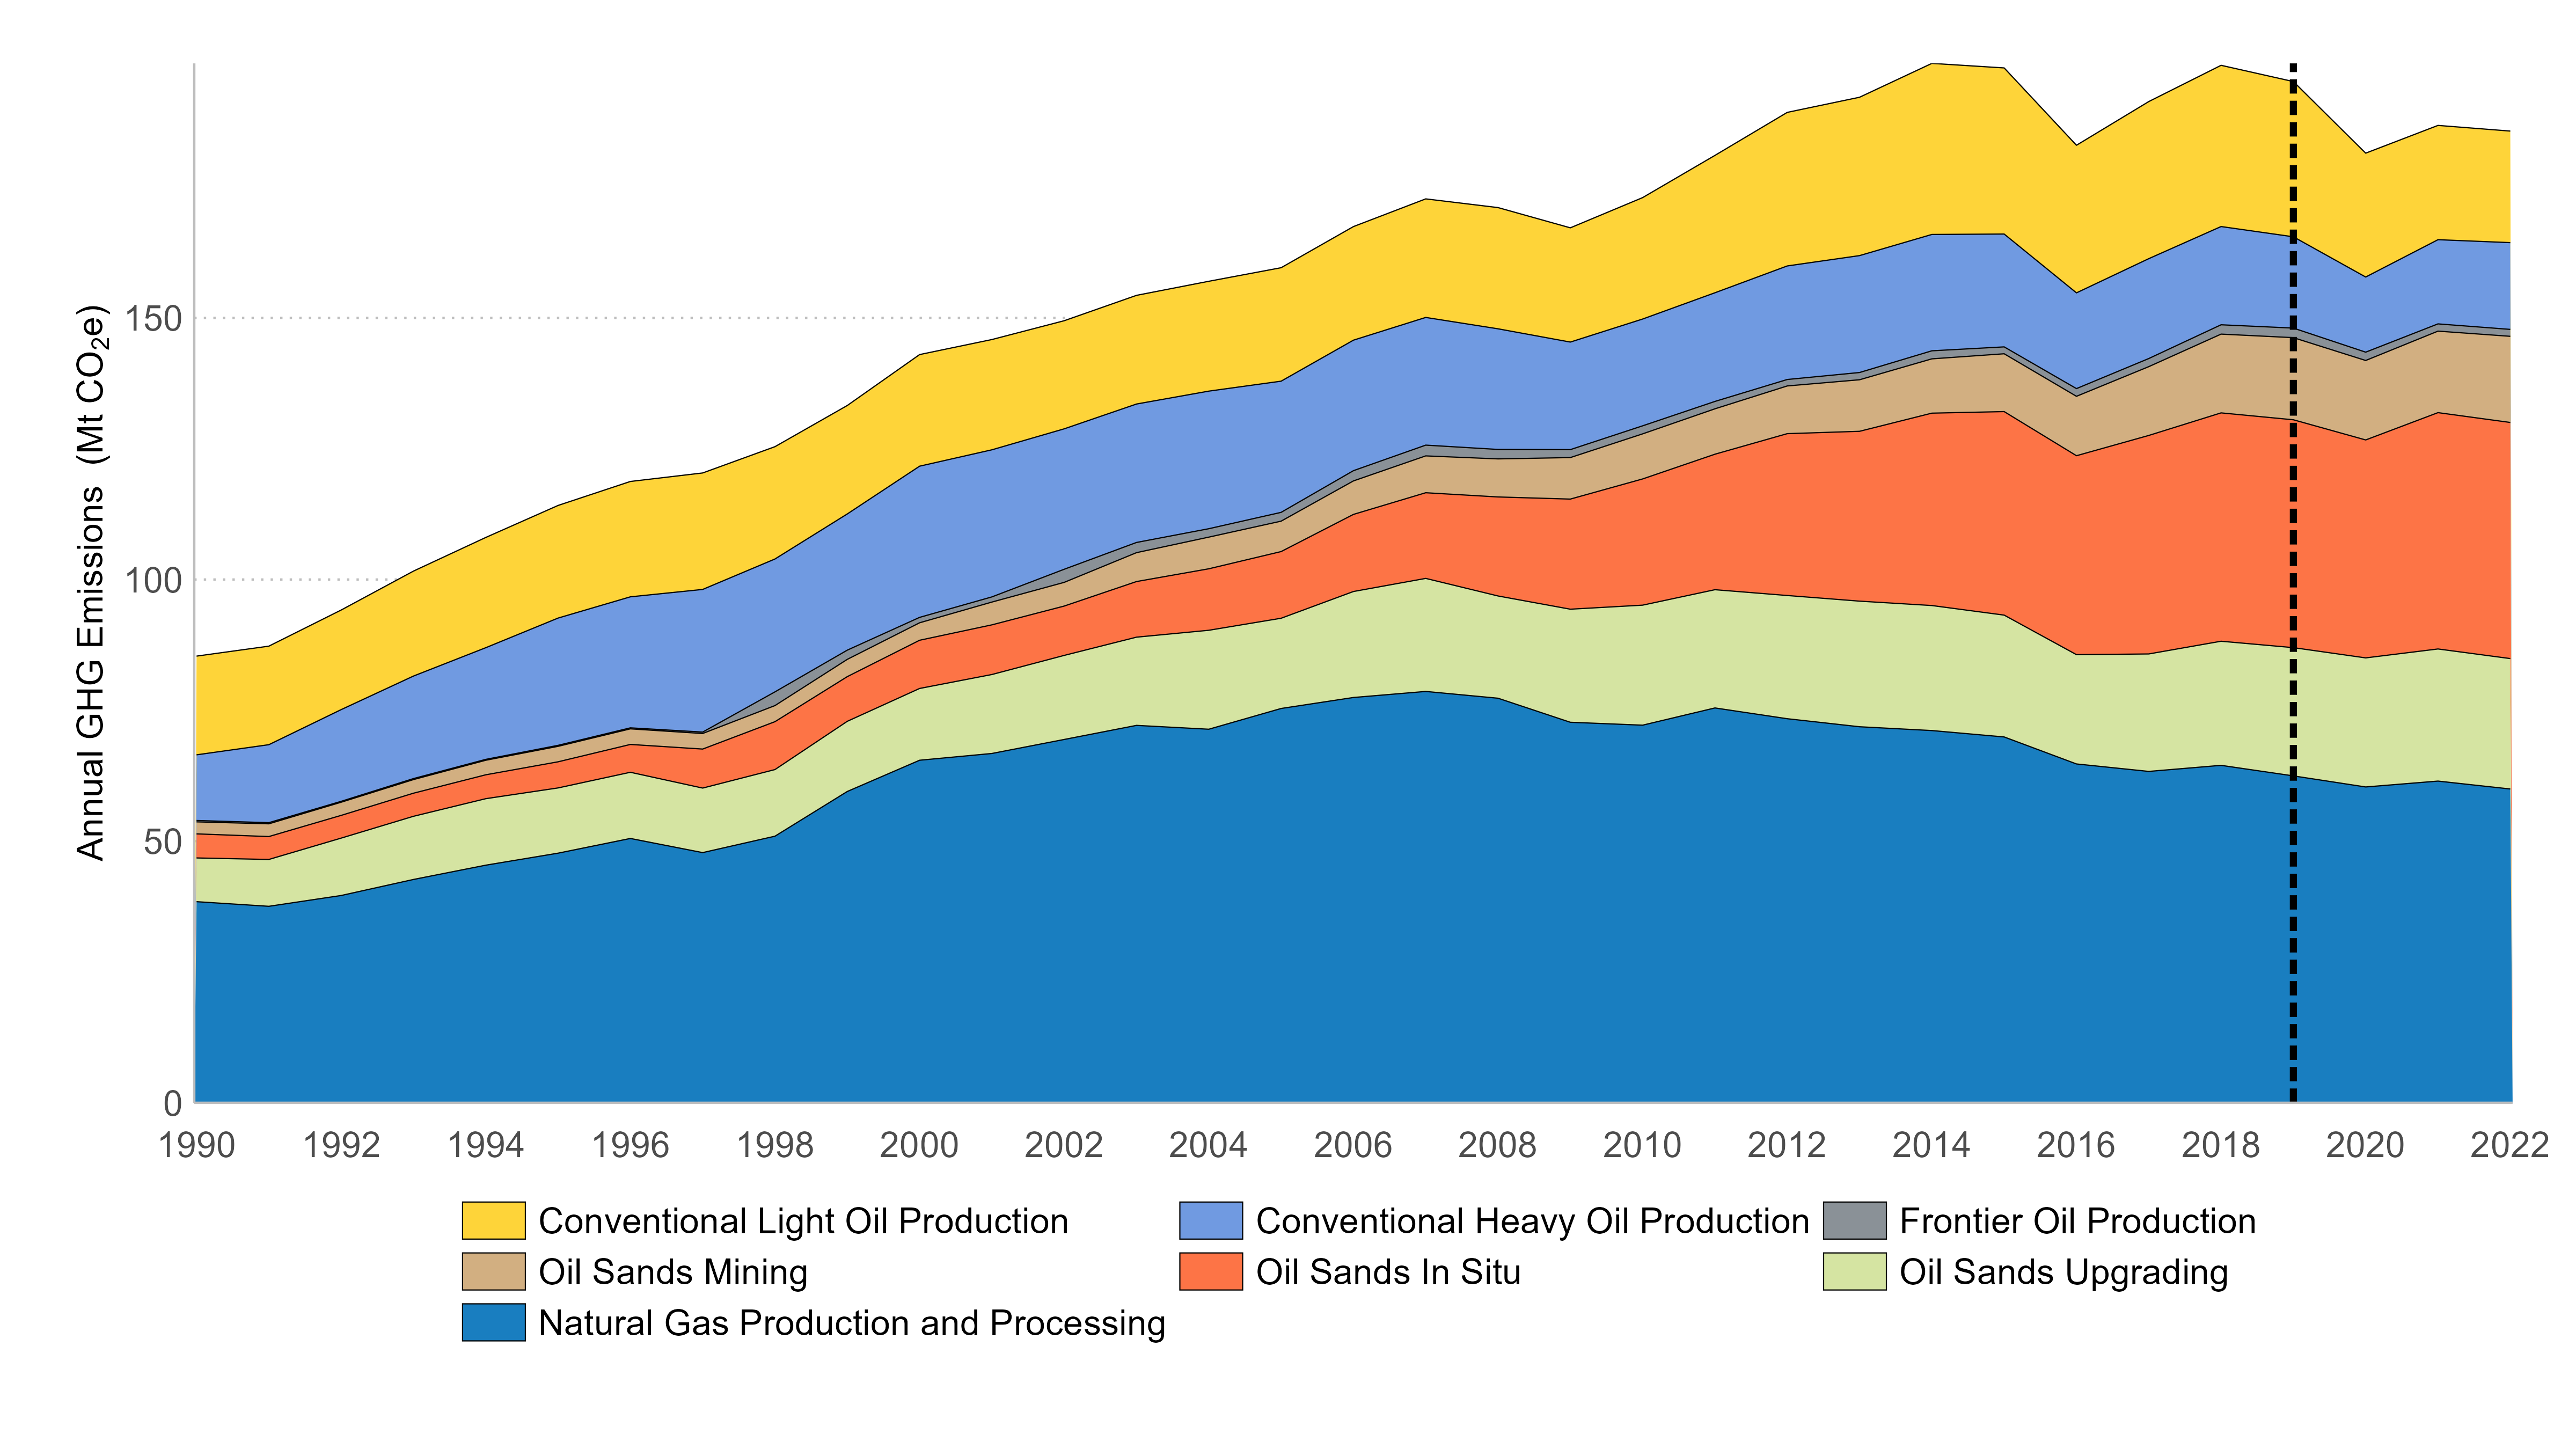 Annual GHG Emissions (Mt CO₂e)
150
100
50
0
1990 1992 1994 1996 1998 2000 2002 2004 2006 2008 2010 2012 2014 2016 2018 2020 2022
Conventional Light Oil Production Conventional Heavy Oil Production Frontier Oil Production
Oil Sands Mining Oil Sands In Situ Oil Sands Upgrading
Natural Gas Production and Processing